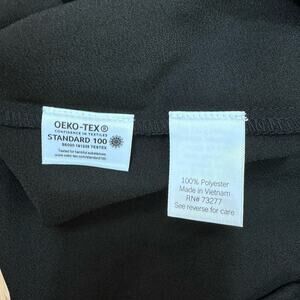 OEKO-TEX®
CONFIDENCE IN TEXTILES
STANDARD 100
Tested for harmful substances.
www.oeko-tex.com/standard100
100% Polyester
Made in Vietnam
RN# 73277
See reverse for care